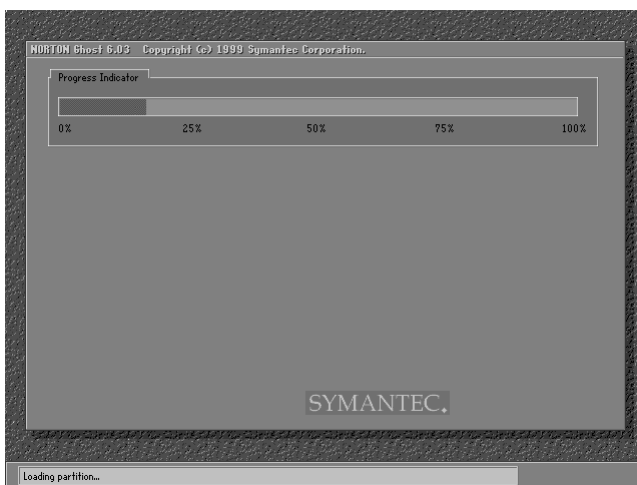 NORTON Ghost 6.03 Copyright (c) 1999 Symantec Corporation.
Progress Indicator
0% 25% 50% 75% 100%
SYMANTEC.
Loading partition...